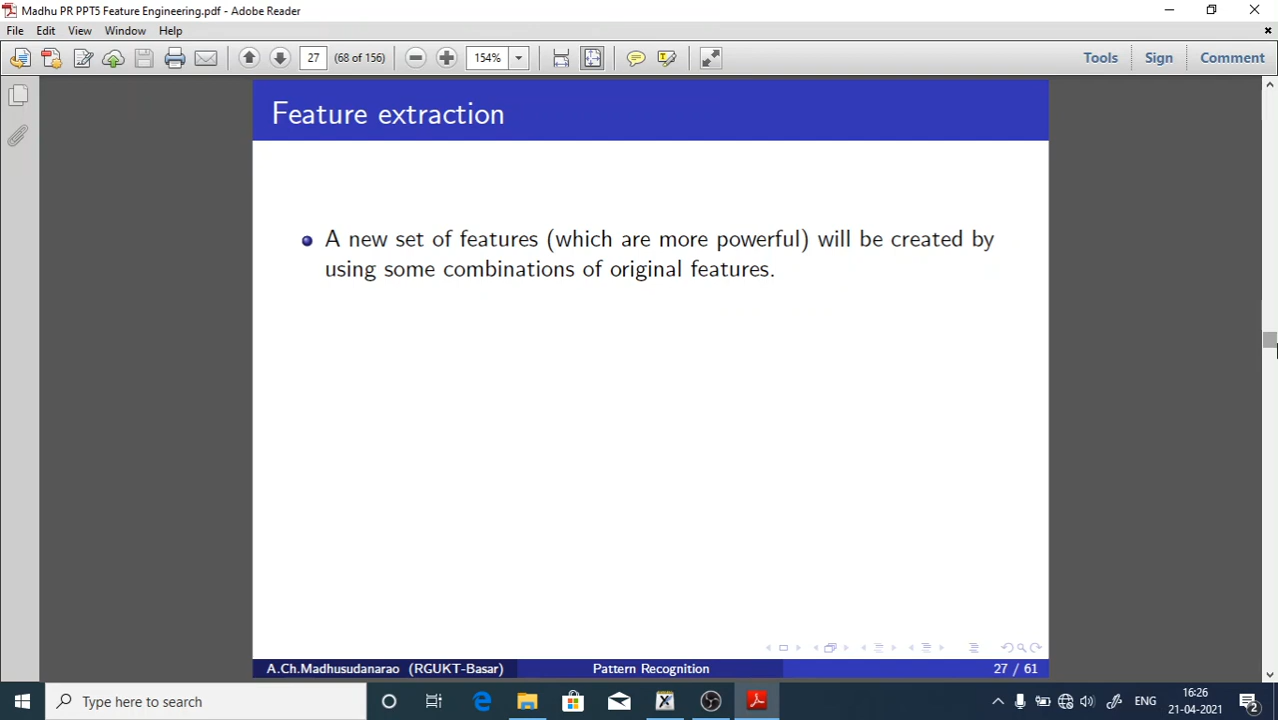 Madhu PR PPT5 Feature Engineering.pdf - Adobe Reader
File Edit View Window Help
27 (68 of 156) 154% Tools Sign Comment
Feature extraction
A new set of features (which are more powerful) will be created by
using some combinations of original features.
A.Ch.Madhusudanarao (RGUKT-Basar) Pattern Recognition 27 / 61
Type here to search
ENG
16:26
21-04-2021
2